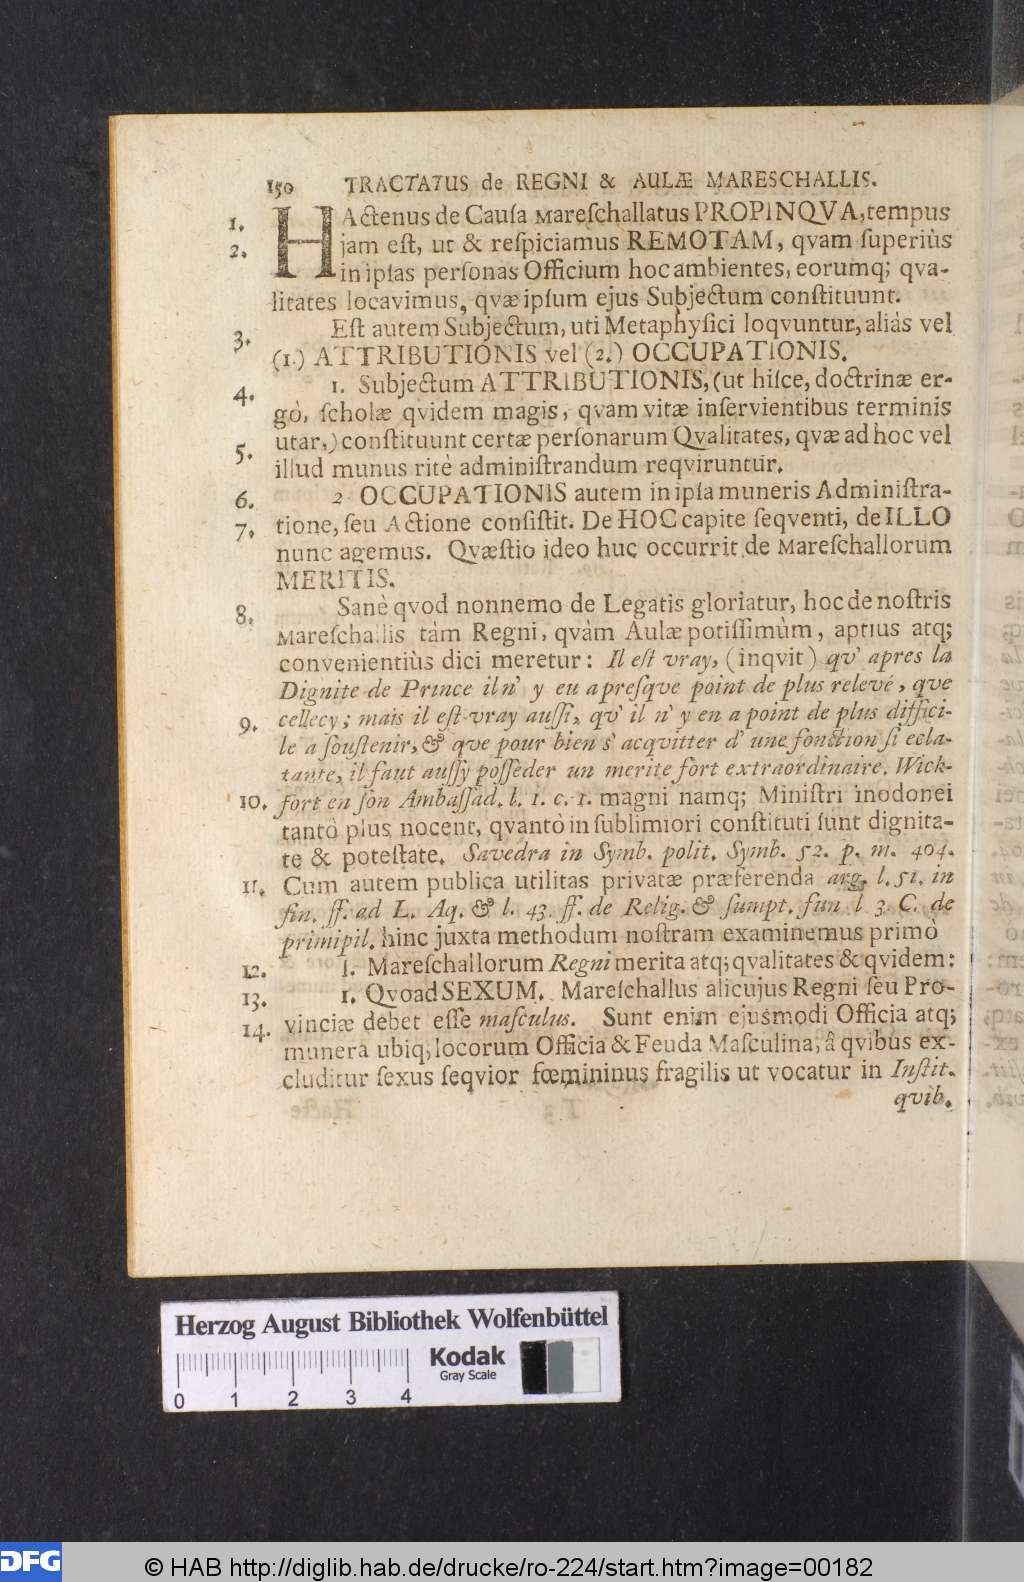 150 TRACTATUS de REGNI & AULÆ MARESCHALLIS.
1. HActenus de Cauſa Mareſchallatus PROPINQVA, tempus
2. jam eſt, ut & reſpiciamus REMOTAM, qvam ſuperiùs
in ipſas perſonas Officium hoc ambientes, eorumq; qva-
litates locavimus, qvæ ipſum ejus Subjectum conſtituunt.
3. Eſt autem Subjectum, uti Metaphyſici loqvuntur, aliàs vel
(1.) ATTRIBUTIONIS vel (2.) OCCUPATIONIS.
4. 1. Subjectum ATTRIBUTIONIS, (ut hiſce, doctrinæ er-
gò, ſcholæ qvidem magis, qvam vitæ inſervientibus terminis
5. utar,) conſtituunt certæ perſonarum Qvalitates, qvæ ad hoc vel
illud munus ritè adminiſtrandum reqviruntur.
6. 2 OCCUPATIONIS autem in ipſa muneris Adminiſtra-
7. tione, ſeu Actione conſiſtit. De HOC capite ſeqventi, de ILLO
nunc agemus. Qvæſtio ideo huc occurrit de Mareſchallorum
MERITIS.
8. Sanè qvod nonnemo de Legatis gloriatur, hoc de noſtris
Mareſchallis tàm Regni, qvàm Aulæ potiſſimùm, aptius atq;
convenientiùs dici meretur: Il eſt vray, (inqvit) qv' apres la
Dignite de Prince il n' y eu a preſqve point de plus relevé, qve
9. cellecy; mais il eſt vray auſſi, qv' il n' y en a point de plus diffici-
le a ſouſtenir, & qve pour bien s' acqvitter d' une fonction ſi ecla-
tante, il faut auſſy poſſeder un merite fort extraordinaire. Wick-
10. fort en ſon Ambaſſad. l. 1. c. 1. magni namq; Miniſtri inodonei
tantò plus nocent, qvantò in ſublimiori conſtituti ſunt dignita-
te & poteſtate. Savedra in Symb. polit. Symb. 52. p. m. 404.
11. Cum autem publica utilitas privatæ præferenda arg. l. 51. in
fin. ff. ad L. Aq. & l. 43. ff. de Relig. & ſumpt. fun l 3. C. de
primipil. hinc juxta methodum noſtram examinemus primò
12. I. Mareſchallorum Regni merita atq; qvalitates & qvidem:
13. 1. Qvoad SEXUM. Mareſchallus alicujus Regni ſeu Pro-
14. vinciæ debet eſſe maſculus. Sunt enim ejusmodi Officia atq;
munera ubiq; locorum Officia & Feuda Maſculina, â qvibus ex-
cluditur ſexus ſeqvior fœmininus fragilis ut vocatur in Inſtit.
qvib.
Herzog August Bibliothek Wolfenbüttel
Kodak
Gray Scale
0 1 2 3 4
DFG © HAB http://diglib.hab.de/drucke/ro-224/start.htm?image=00182